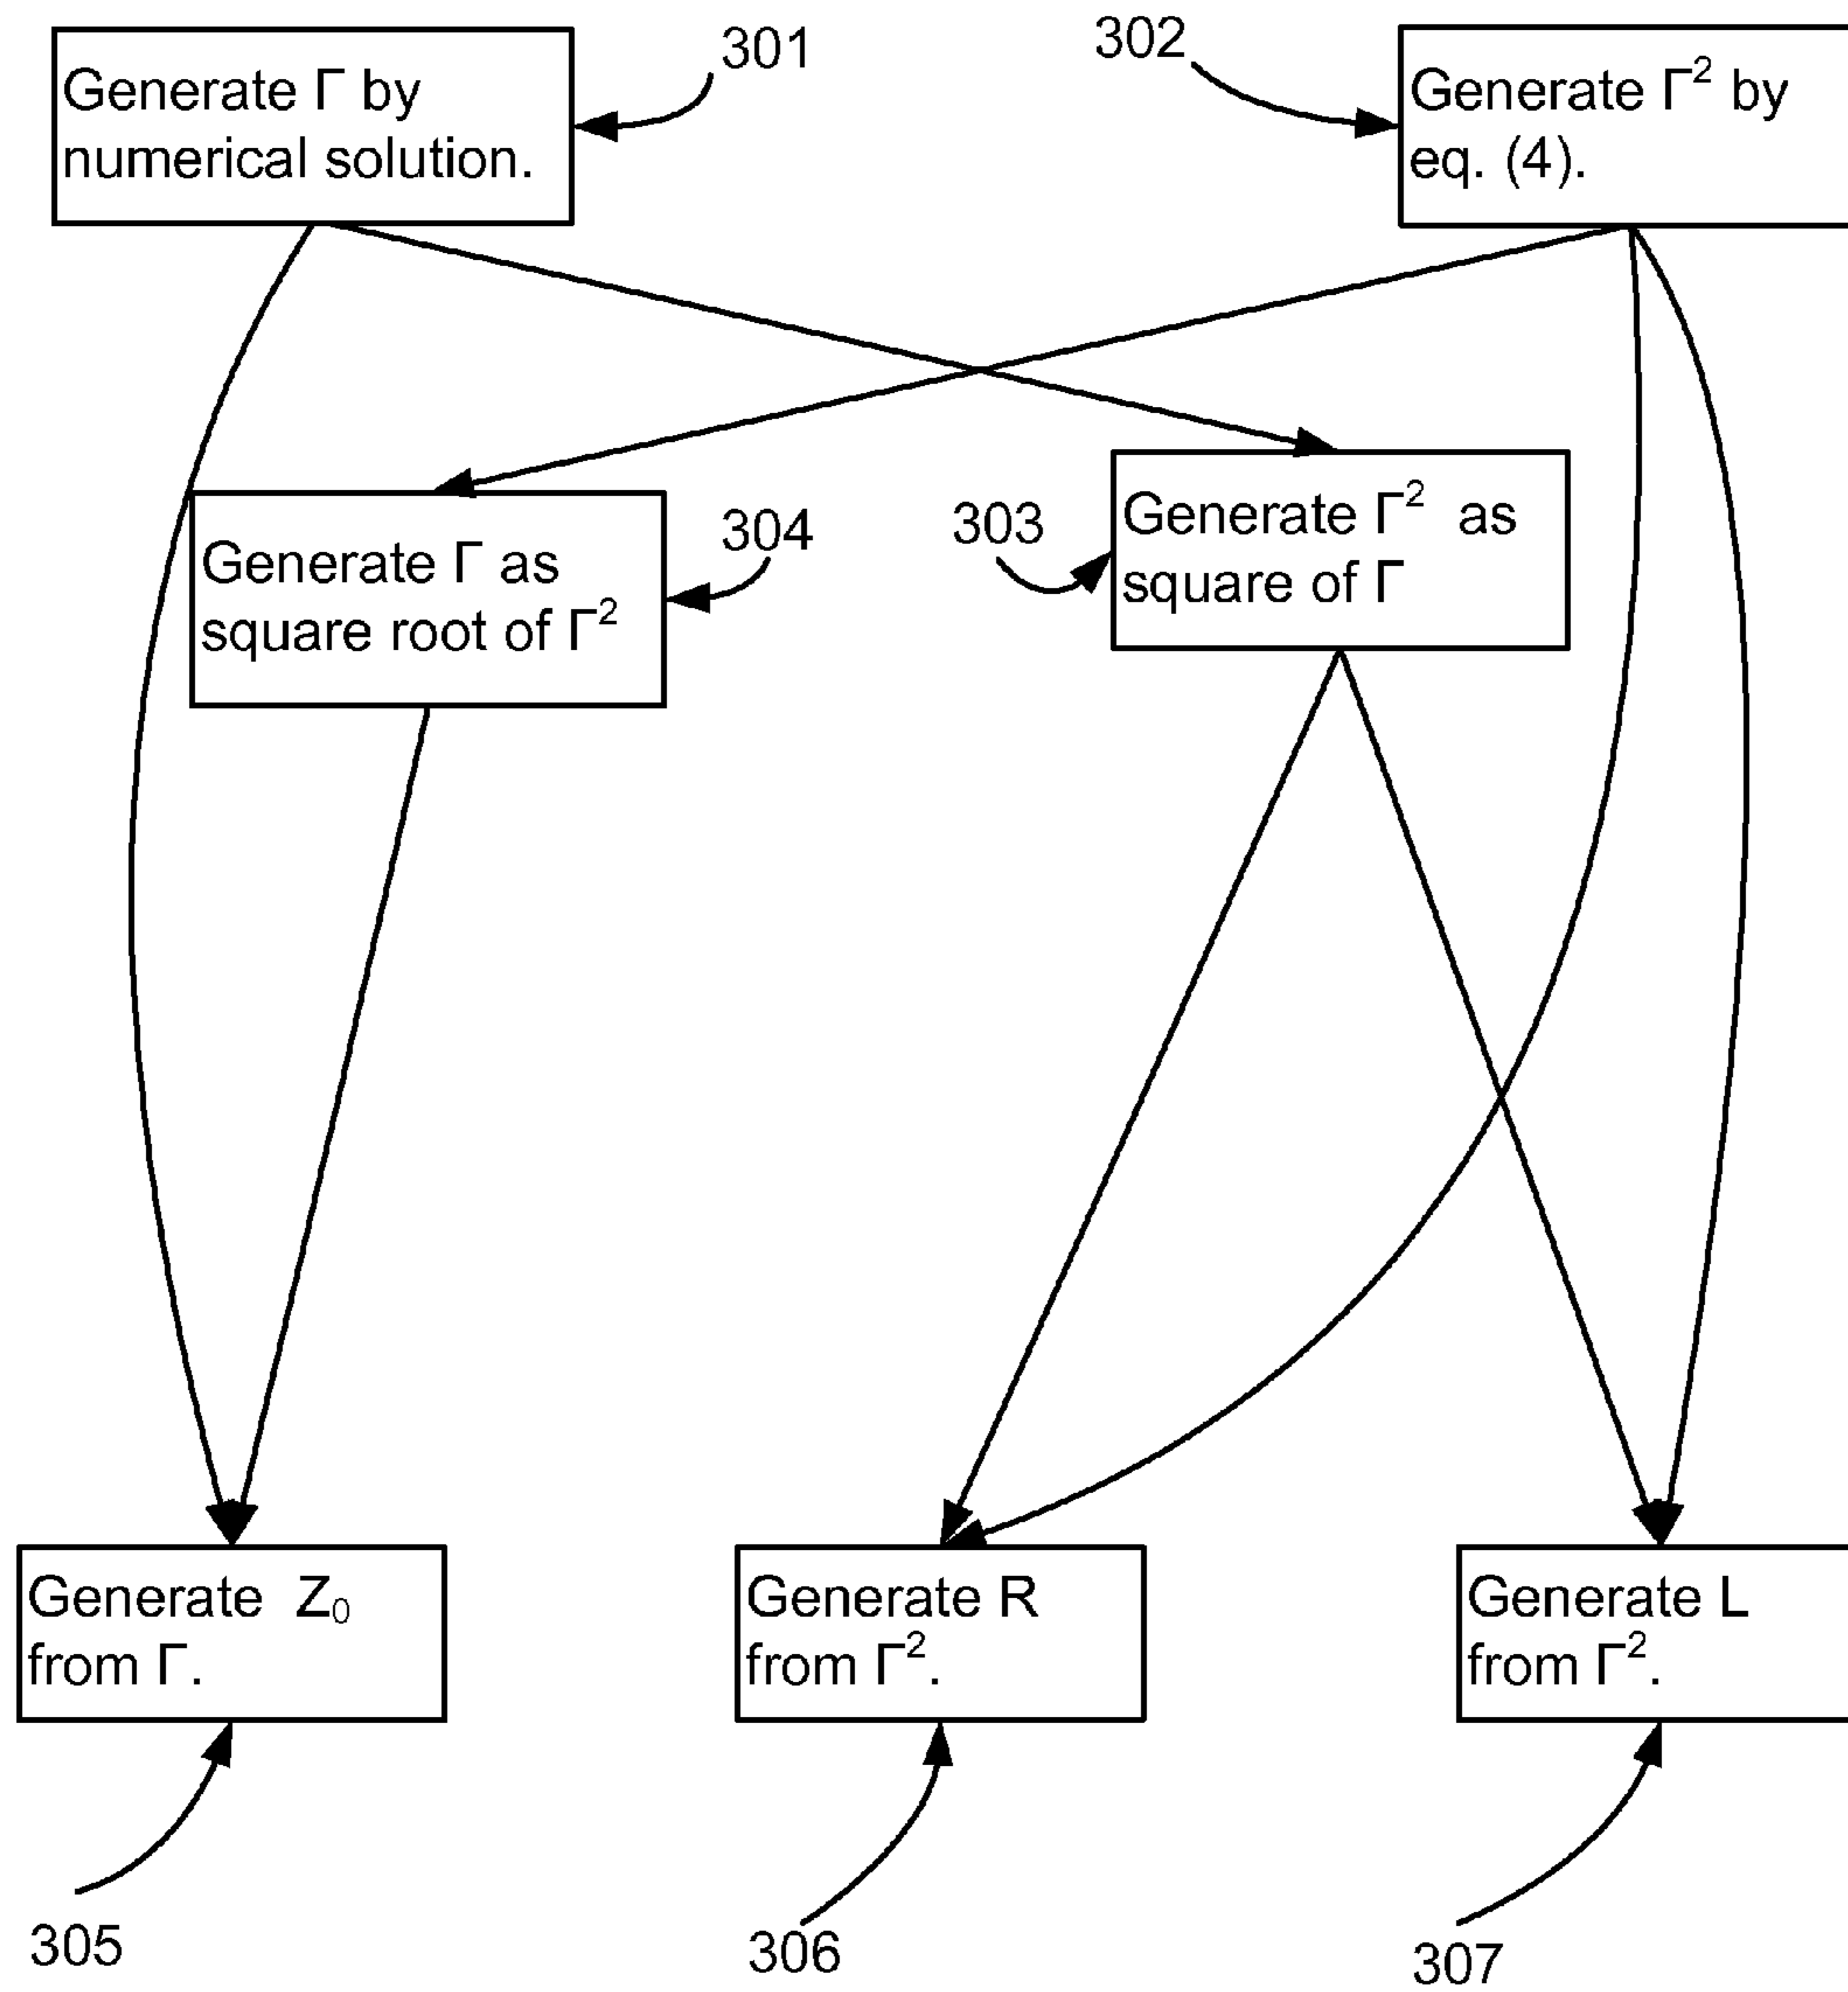 301
302
Generate Γ by
numerical solution.
Generate Γ² by
eq. (4).
304
303
Generate Γ as
square root of Γ²
Generate Γ² as
square of Γ
Generate Z₀
from Γ.
Generate R
from Γ².
Generate L
from Γ².
305
306
307